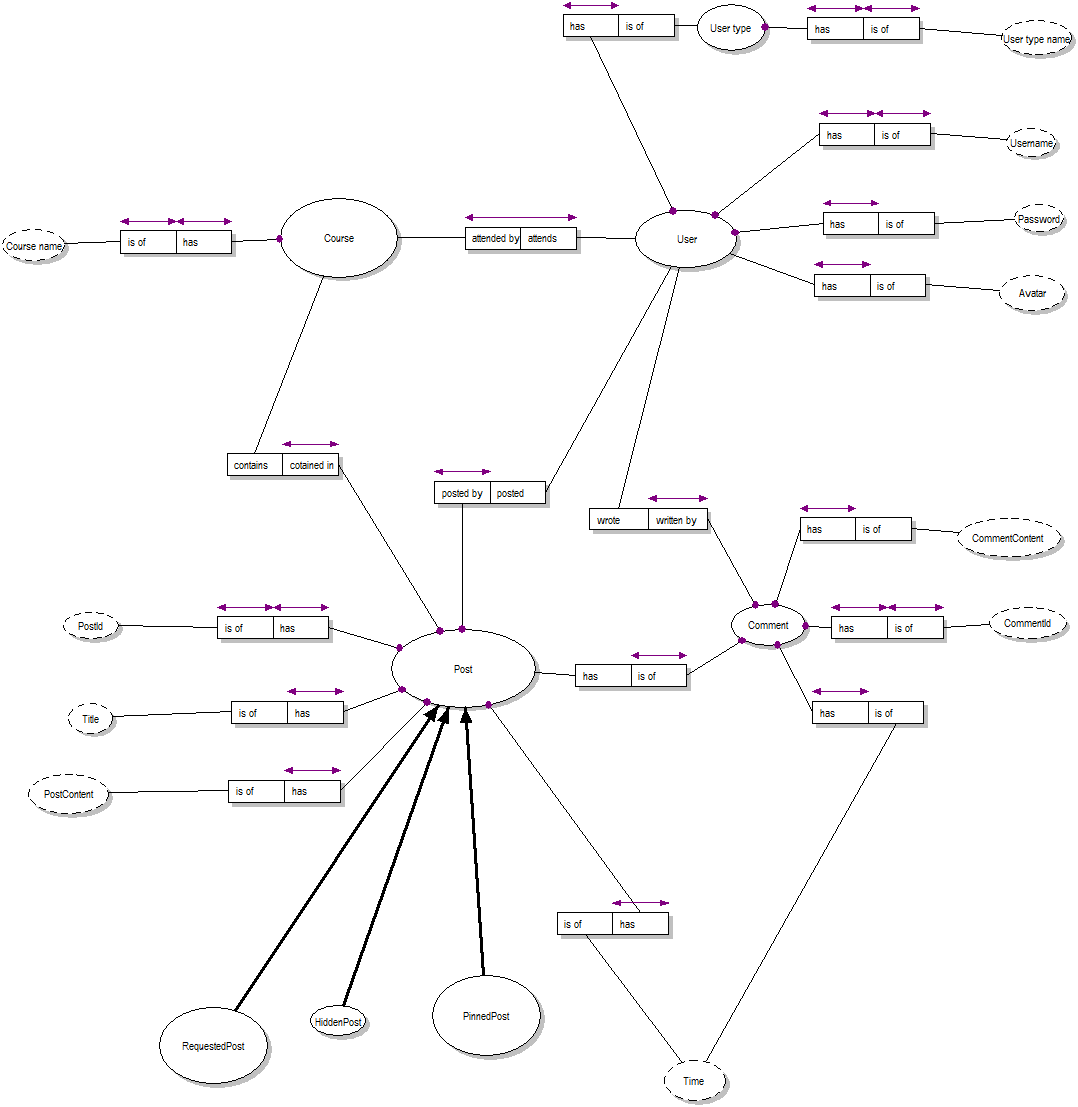 has is of
User type
has is of
User type name
has is of
Username
Course name
is of has
Course
attended by attends
User
has is of
Password
has is of
Avatar
contains cotained in
posted by posted
wrote written by
has is of
CommentContent
PostId
is of has
Comment
has is of
CommentId
Post
has is of
Title
is of has
has is of
PostContent
is of has
is of has
RequestedPost
HiddenPost
PinnedPost
Time